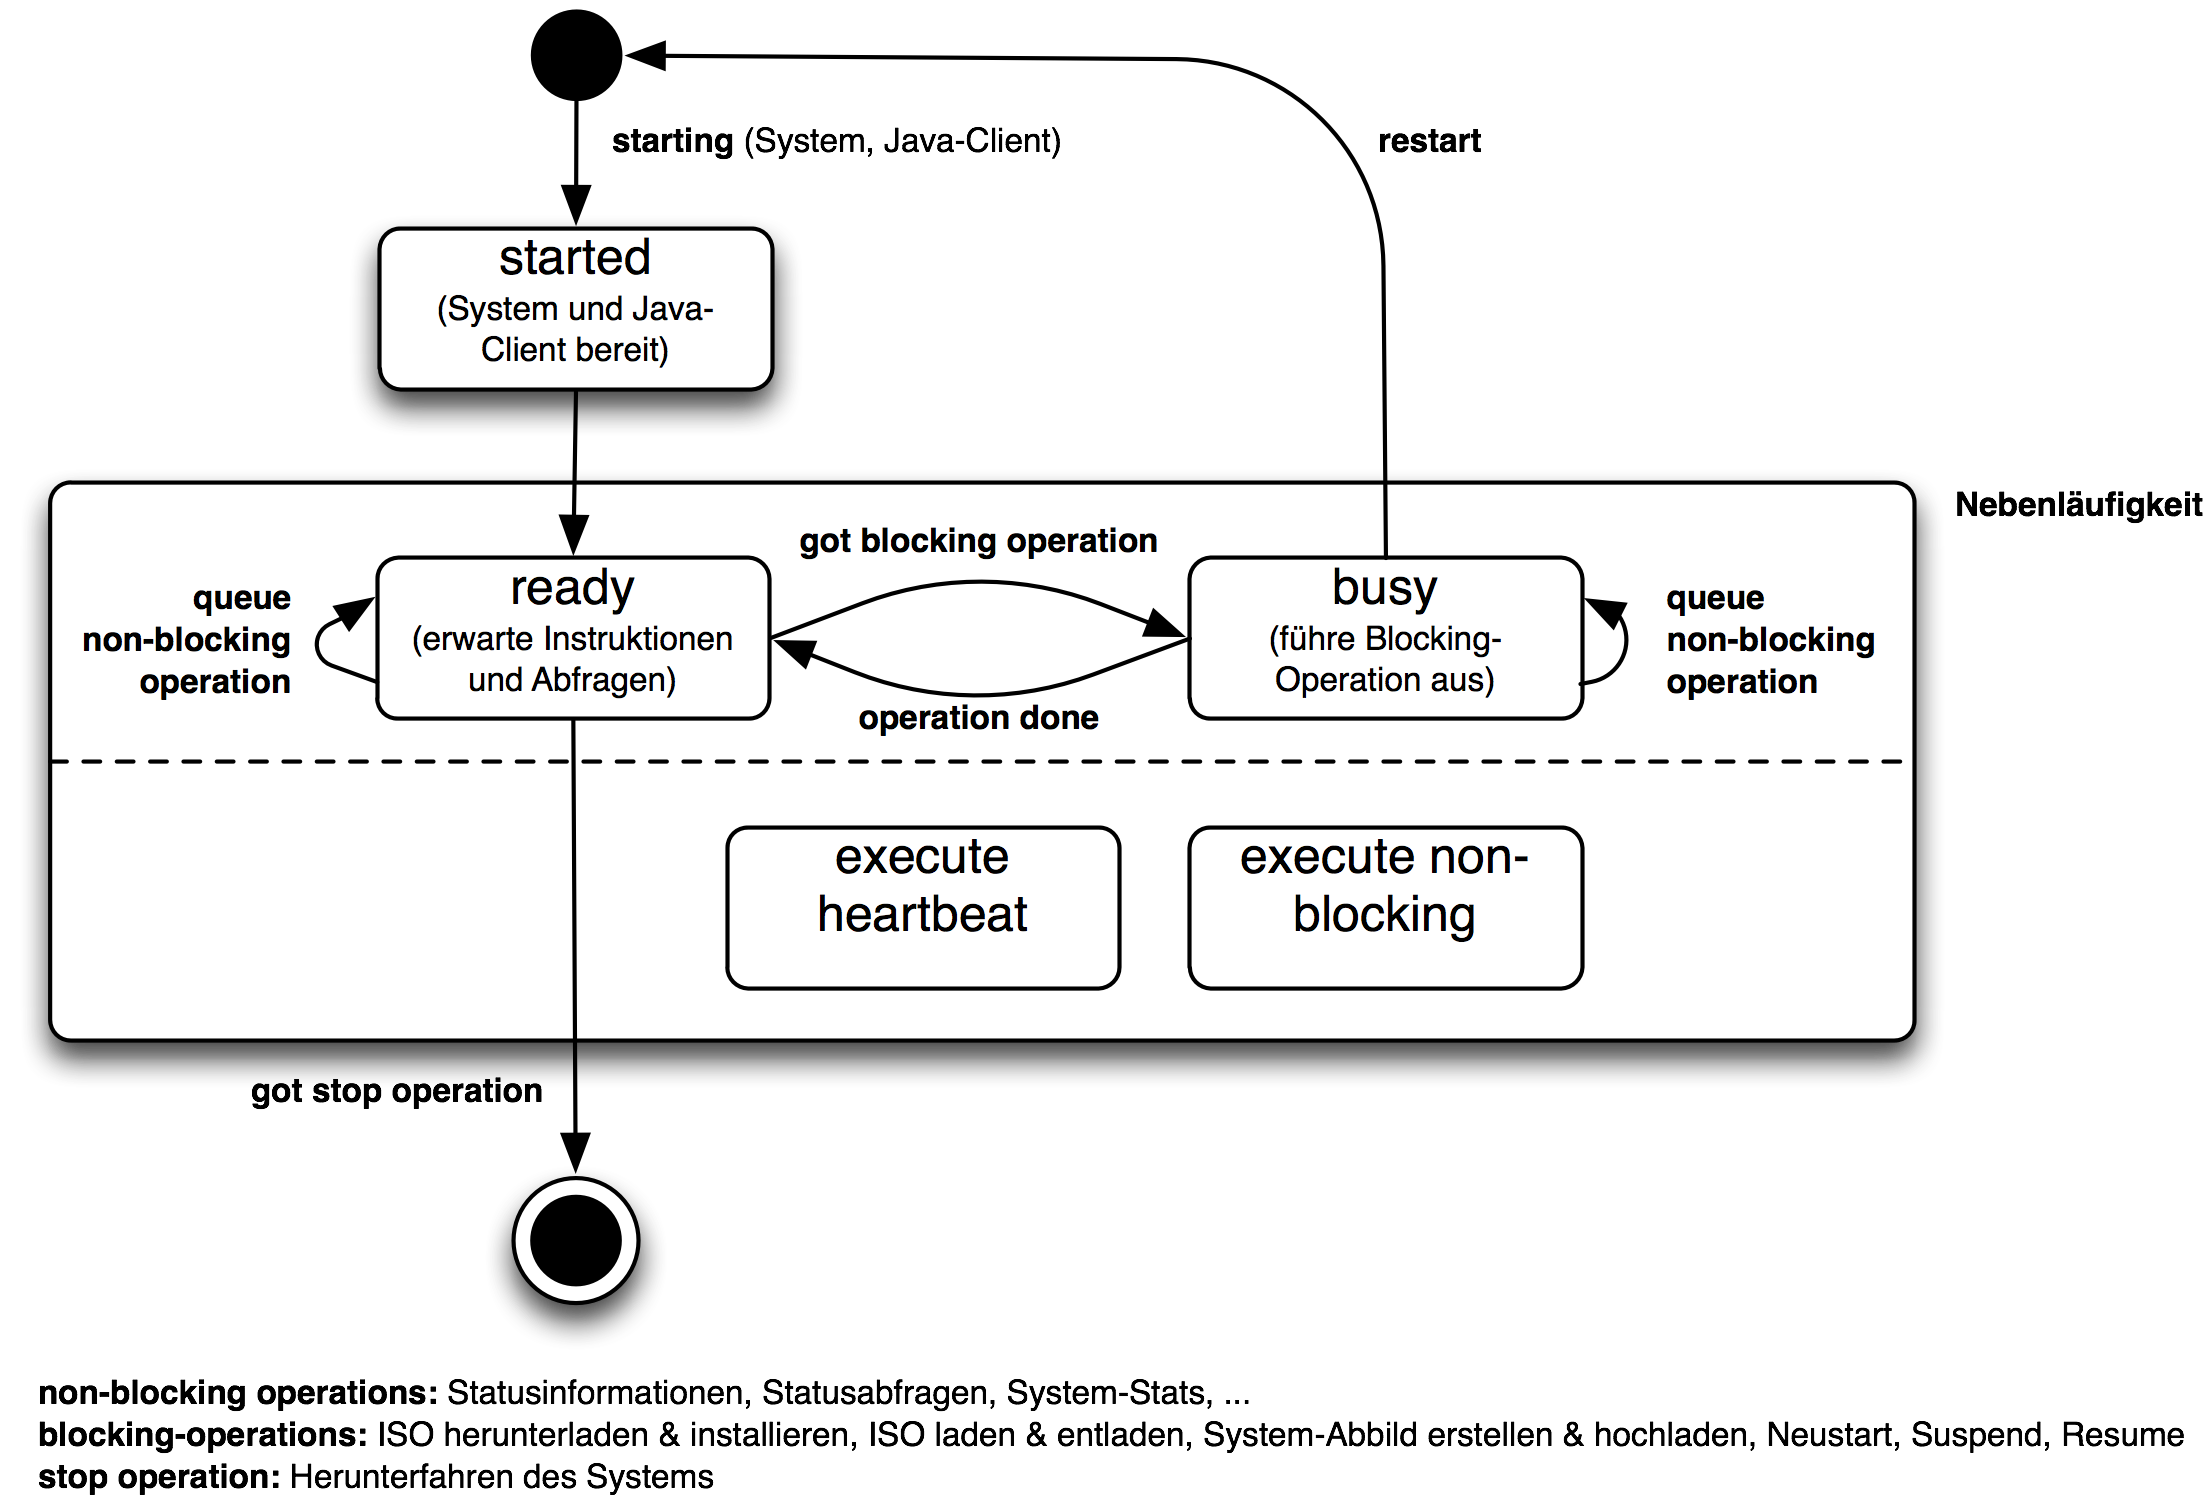 starting (System, Java-Client)
restart
started
(System und Java-
Client bereit)
Nebenläufigkeit
got blocking operation
queue
non-blocking
operation
ready
(erwarte Instruktionen
und Abfragen)
busy
(führe Blocking-
Operation aus)
queue
non-blocking
operation
operation done
execute
heartbeat
execute non-
blocking
got stop operation
non-blocking operations: Statusinformationen, Statusabfragen, System-Stats, ...
blocking-operations: ISO herunterladen & installieren, ISO laden & entladen, System-Abbild erstellen & hochladen, Neustart, Suspend, Resume
stop operation: Herunterfahren des Systems